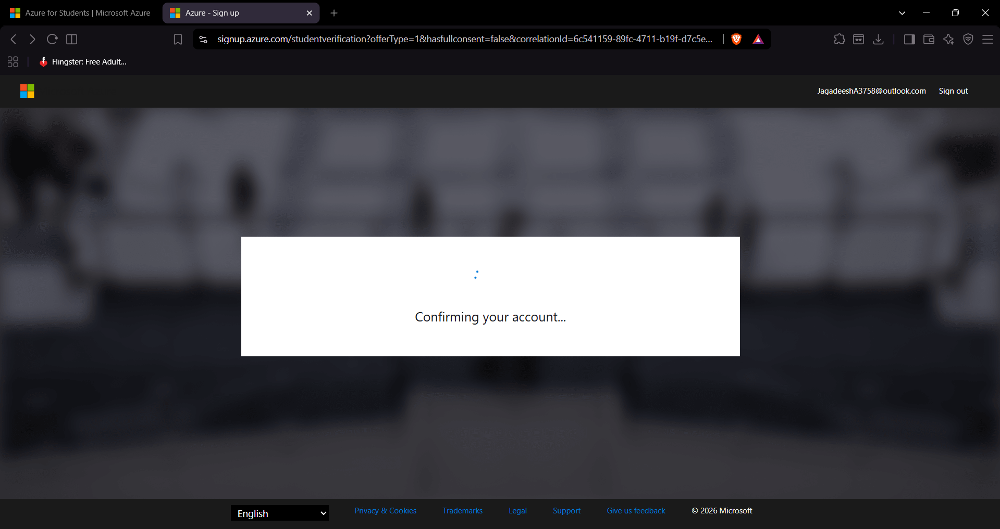 Azure for Students | Microsoft Azure
Azure - Sign up
signup.azure.com/studentverification?offerType=1&hasfullconsent=false&correlationId=6c541159-89fc-4711-b19f-d7c5e...
Flingster: Free Adult...
JagadeeshA3758@outlook.com
Sign out
Confirming your account...
English
Privacy & Cookies
Trademarks
Legal
Support
Give us feedback
© 2026 Microsoft